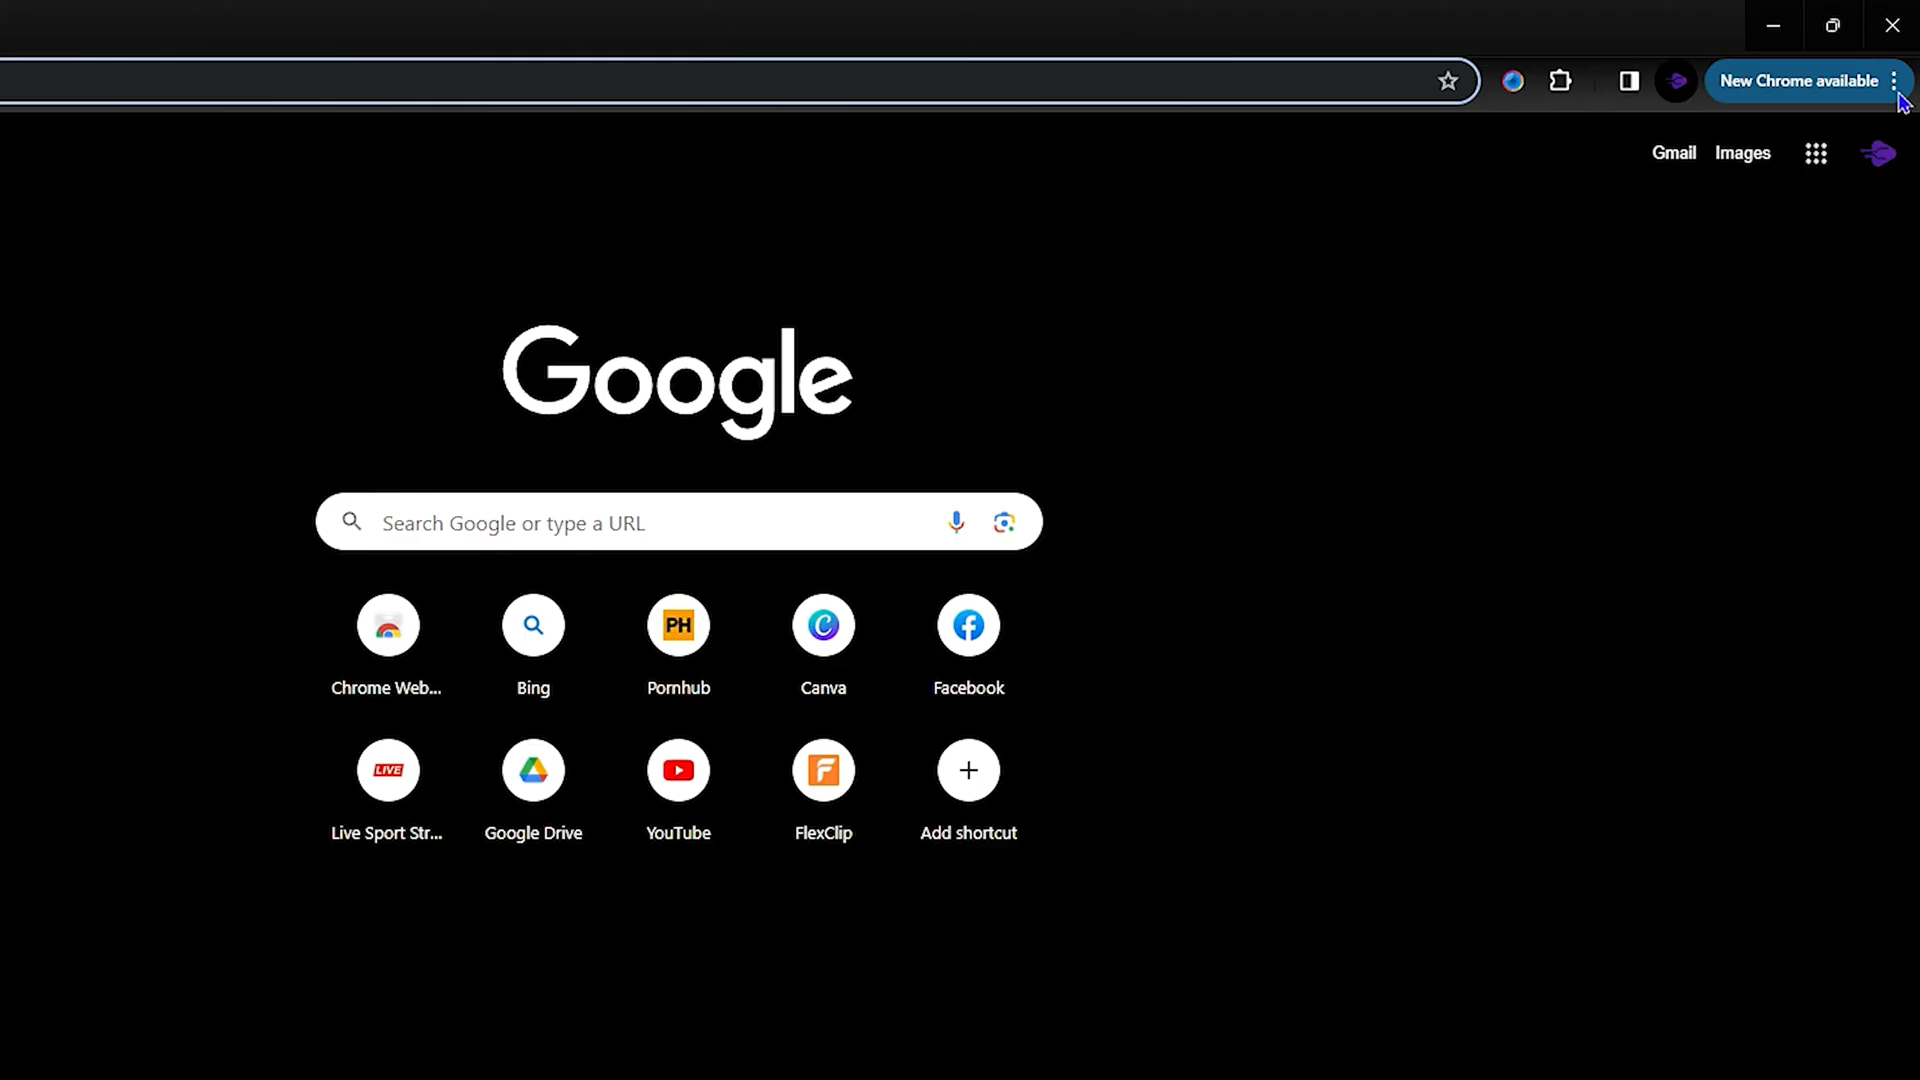 New Chrome available
Gmail Images
Google
Search Google or type a URL
PH
Chrome Web... Bing Pornhub Canva Facebook
LIVE
Live Sport Str... Google Drive YouTube FlexClip Add shortcut